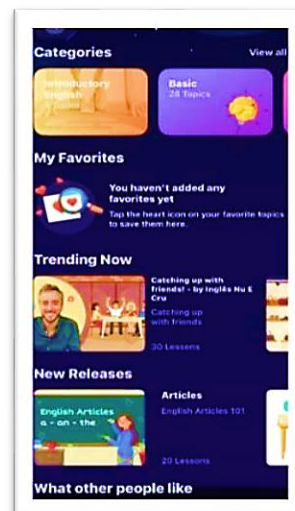 Categories
View all
Introductory
English
Basic
28 Topics
My Favorites
You haven't added any
favorites yet
Tap the heart icon on your favorite topics
to save them here.
Trending Now
Catching up with
friends! - by Inglês Nu E
Cru
Catching up
with friends
30 Lessons
New Releases
English Articles
a - an - the
Articles
English Articles 101
20 Lessons
What other people like